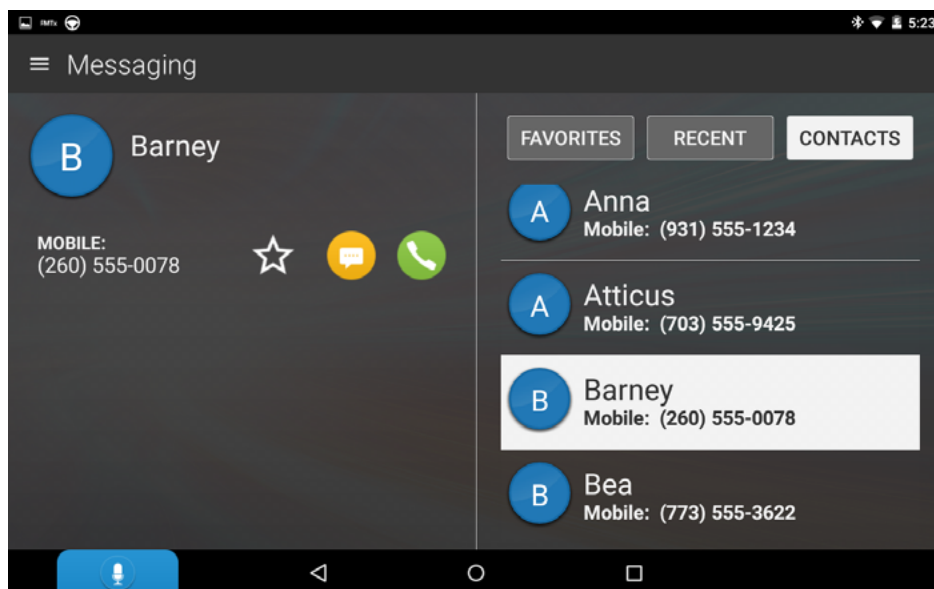 5:23
Messaging
B
Barney
MOBILE:
(260) 555-0078
FAVORITES
RECENT
CONTACTS
A
Anna
Mobile: (931) 555-1234
A
Atticus
Mobile: (703) 555-9425
B
Barney
Mobile: (260) 555-0078
B
Bea
Mobile: (773) 555-3622